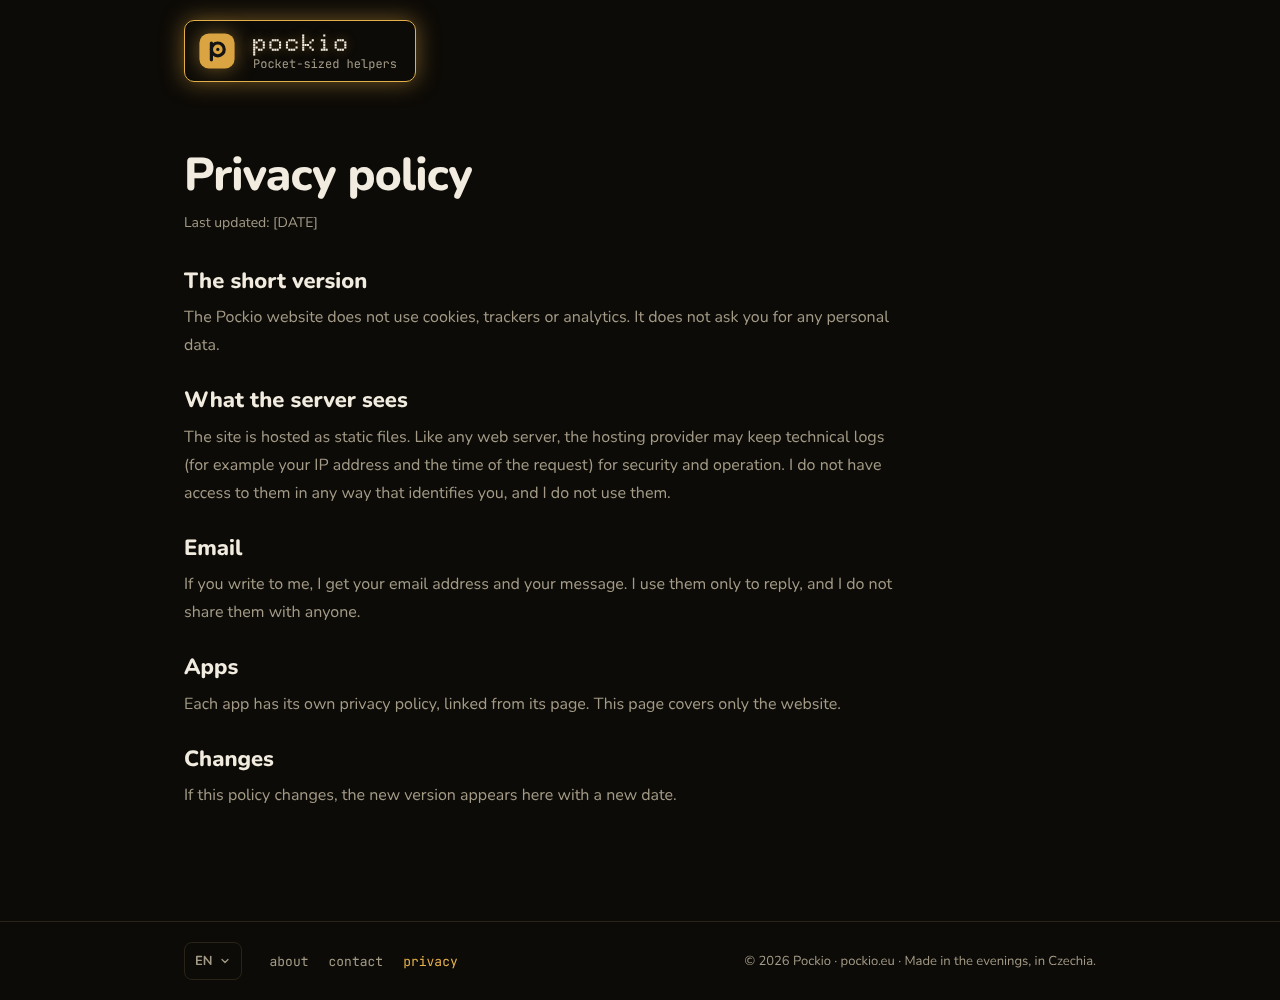 pockio
Pocket-sized helpers
Privacy policy
Last updated: [DATE]
The short version
The Pockio website does not use cookies, trackers or analytics. It does not ask you for any personal
data.
What the server sees
The site is hosted as static files. Like any web server, the hosting provider may keep technical logs
(for example your IP address and the time of the request) for security and operation. I do not have
access to them in any way that identifies you, and I do not use them.
Email
If you write to me, I get your email address and your message. I use them only to reply, and I do not
share them with anyone.
Apps
Each app has its own privacy policy, linked from its page. This page covers only the website.
Changes
If this policy changes, the new version appears here with a new date.
EN about contact privacy © 2026 Pockio · pockio.eu · Made in the evenings, in Czechia.